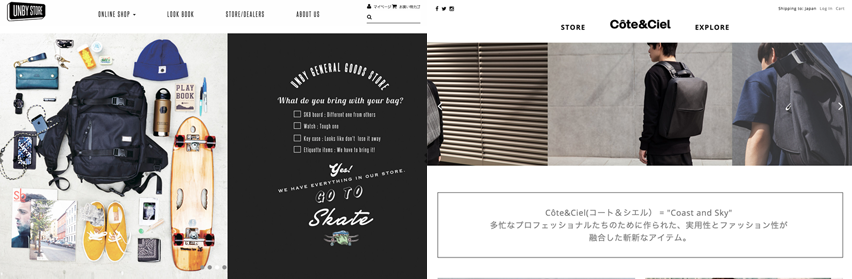 UNBY STORE
ONLINE SHOP
LOOK BOOK
STORE/DEALERS
ABOUT US
マイページ
お買い物カゴ
PLAY
BOOK
UNBY GENERAL GOODS STORE
What do you bring with your bag?
SK8 board ; Different one from others
Watch ; Tough one
Key case ; Looks like don't lose it away
Etiquette items ; We have to bring it!
Yes!
WE HAVE EVERYTHING IN OUR STORE.
GO TO
Skate
Shipping to: Japan Log In Cart
STORE
Côte&Ciel
EXPLORE
Côte&Ciel(コート＆シエル） = "Coast and Sky"
多忙なプロフェッショナルたちのために作られた、実用性とファッション性が
融合した斬新なアイテム。